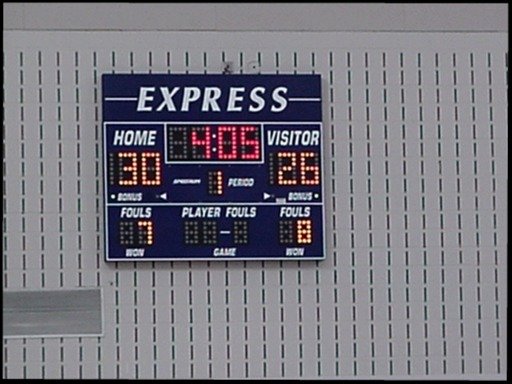 EXPRESS
HOME 4:05 VISITOR
30 SPECTRUM 1 PERIOD 26
BONUS BONUS
FOULS PLAYER FOULS FOULS
7 - 8
WON GAME WON